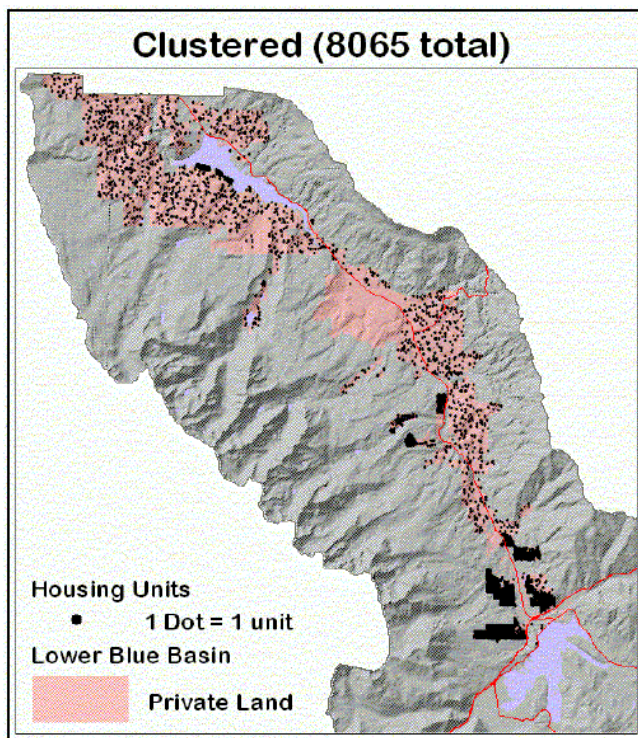 Clustered (8065 total)
Housing Units
1 Dot = 1 unit
Lower Blue Basin
Private Land